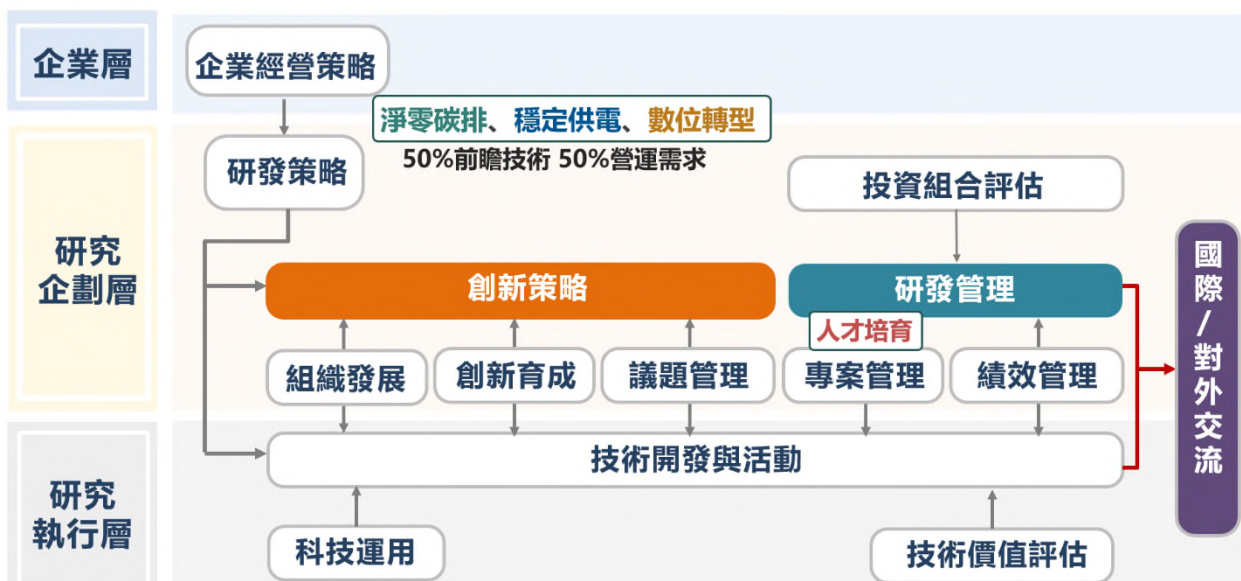 企業層
企業經營策略
淨零碳排、穩定供電、數位轉型
50%前瞻技術 50%營運需求
研究
企劃層
研發策略
投資組合評估
創新策略
研發管理
人才培育
組織發展
創新育成
議題管理
專案管理
績效管理
國際/對外交流
研究
執行層
技術開發與活動
科技運用
技術價值評估